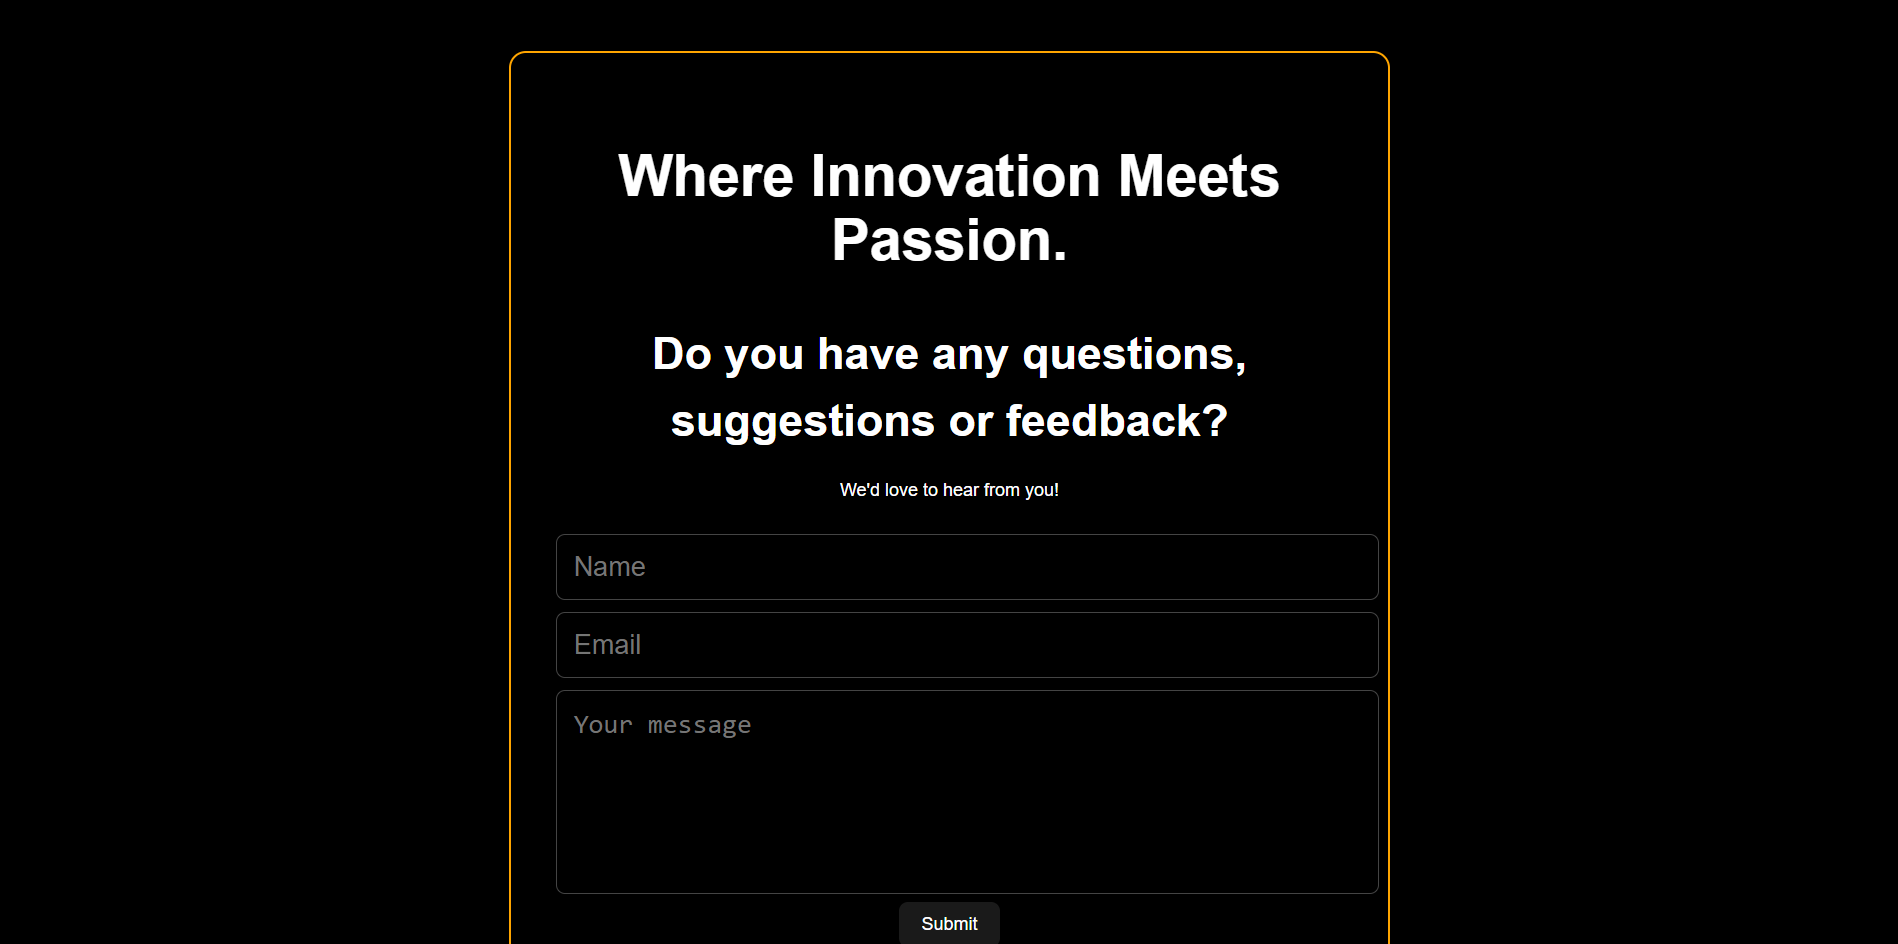 Where Innovation Meets
Passion.
Do you have any questions,
suggestions or feedback?
We'd love to hear from you!
Name
Email
Your message
Submit